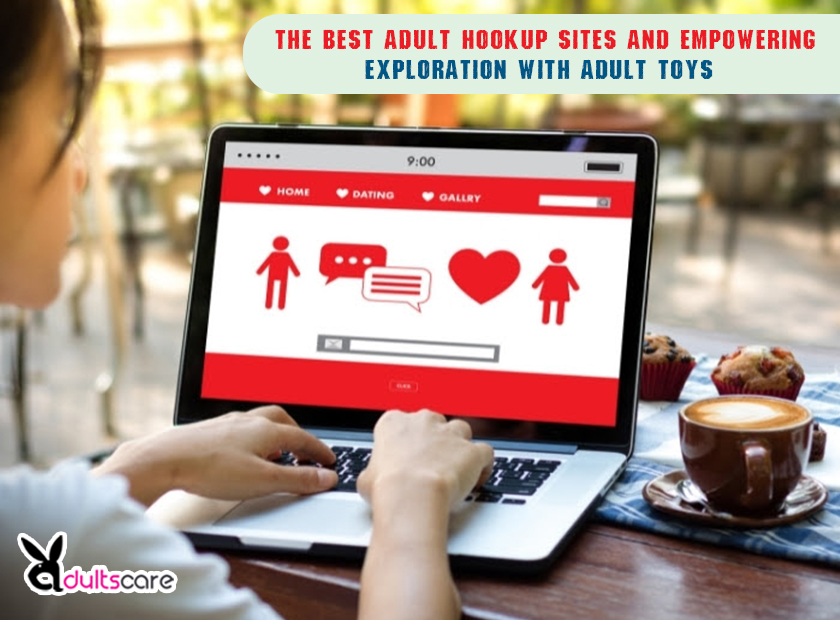 THE BEST ADULT HOOKUP SITES AND EMPOWERING
EXPLORATION WITH ADULT TOYS
9:00
HOME DATING GALLRY
CLICK
adultscare